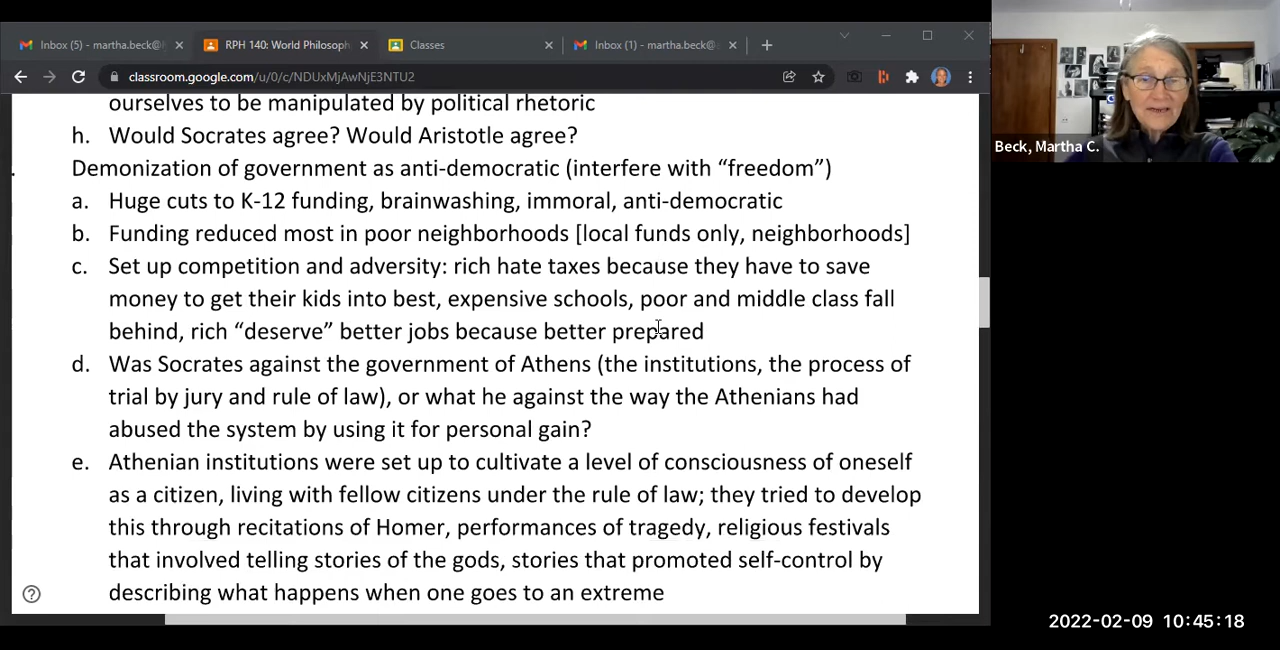 Inbox (5) - martha.beck@
RPH 140: World Philosoph
Classes
Inbox (1) - martha.beck@
classroom.google.com/u/0/c/NDUxMjAwNjE3NTU2
ourselves to be manipulated by political rhetoric
h. Would Socrates agree? Would Aristotle agree?
Demonization of government as anti-democratic (interfere with “freedom”)
a. Huge cuts to K-12 funding, brainwashing, immoral, anti-democratic
b. Funding reduced most in poor neighborhoods [local funds only, neighborhoods]
c. Set up competition and adversity: rich hate taxes because they have to save
money to get their kids into best, expensive schools, poor and middle class fall
behind, rich “deserve” better jobs because better prepared
d. Was Socrates against the government of Athens (the institutions, the process of
trial by jury and rule of law), or what he against the way the Athenians had
abused the system by using it for personal gain?
e. Athenian institutions were set up to cultivate a level of consciousness of oneself
as a citizen, living with fellow citizens under the rule of law; they tried to develop
this through recitations of Homer, performances of tragedy, religious festivals
that involved telling stories of the gods, stories that promoted self-control by
describing what happens when one goes to an extreme
Beck, Martha C.
2022-02-09 10:45:18